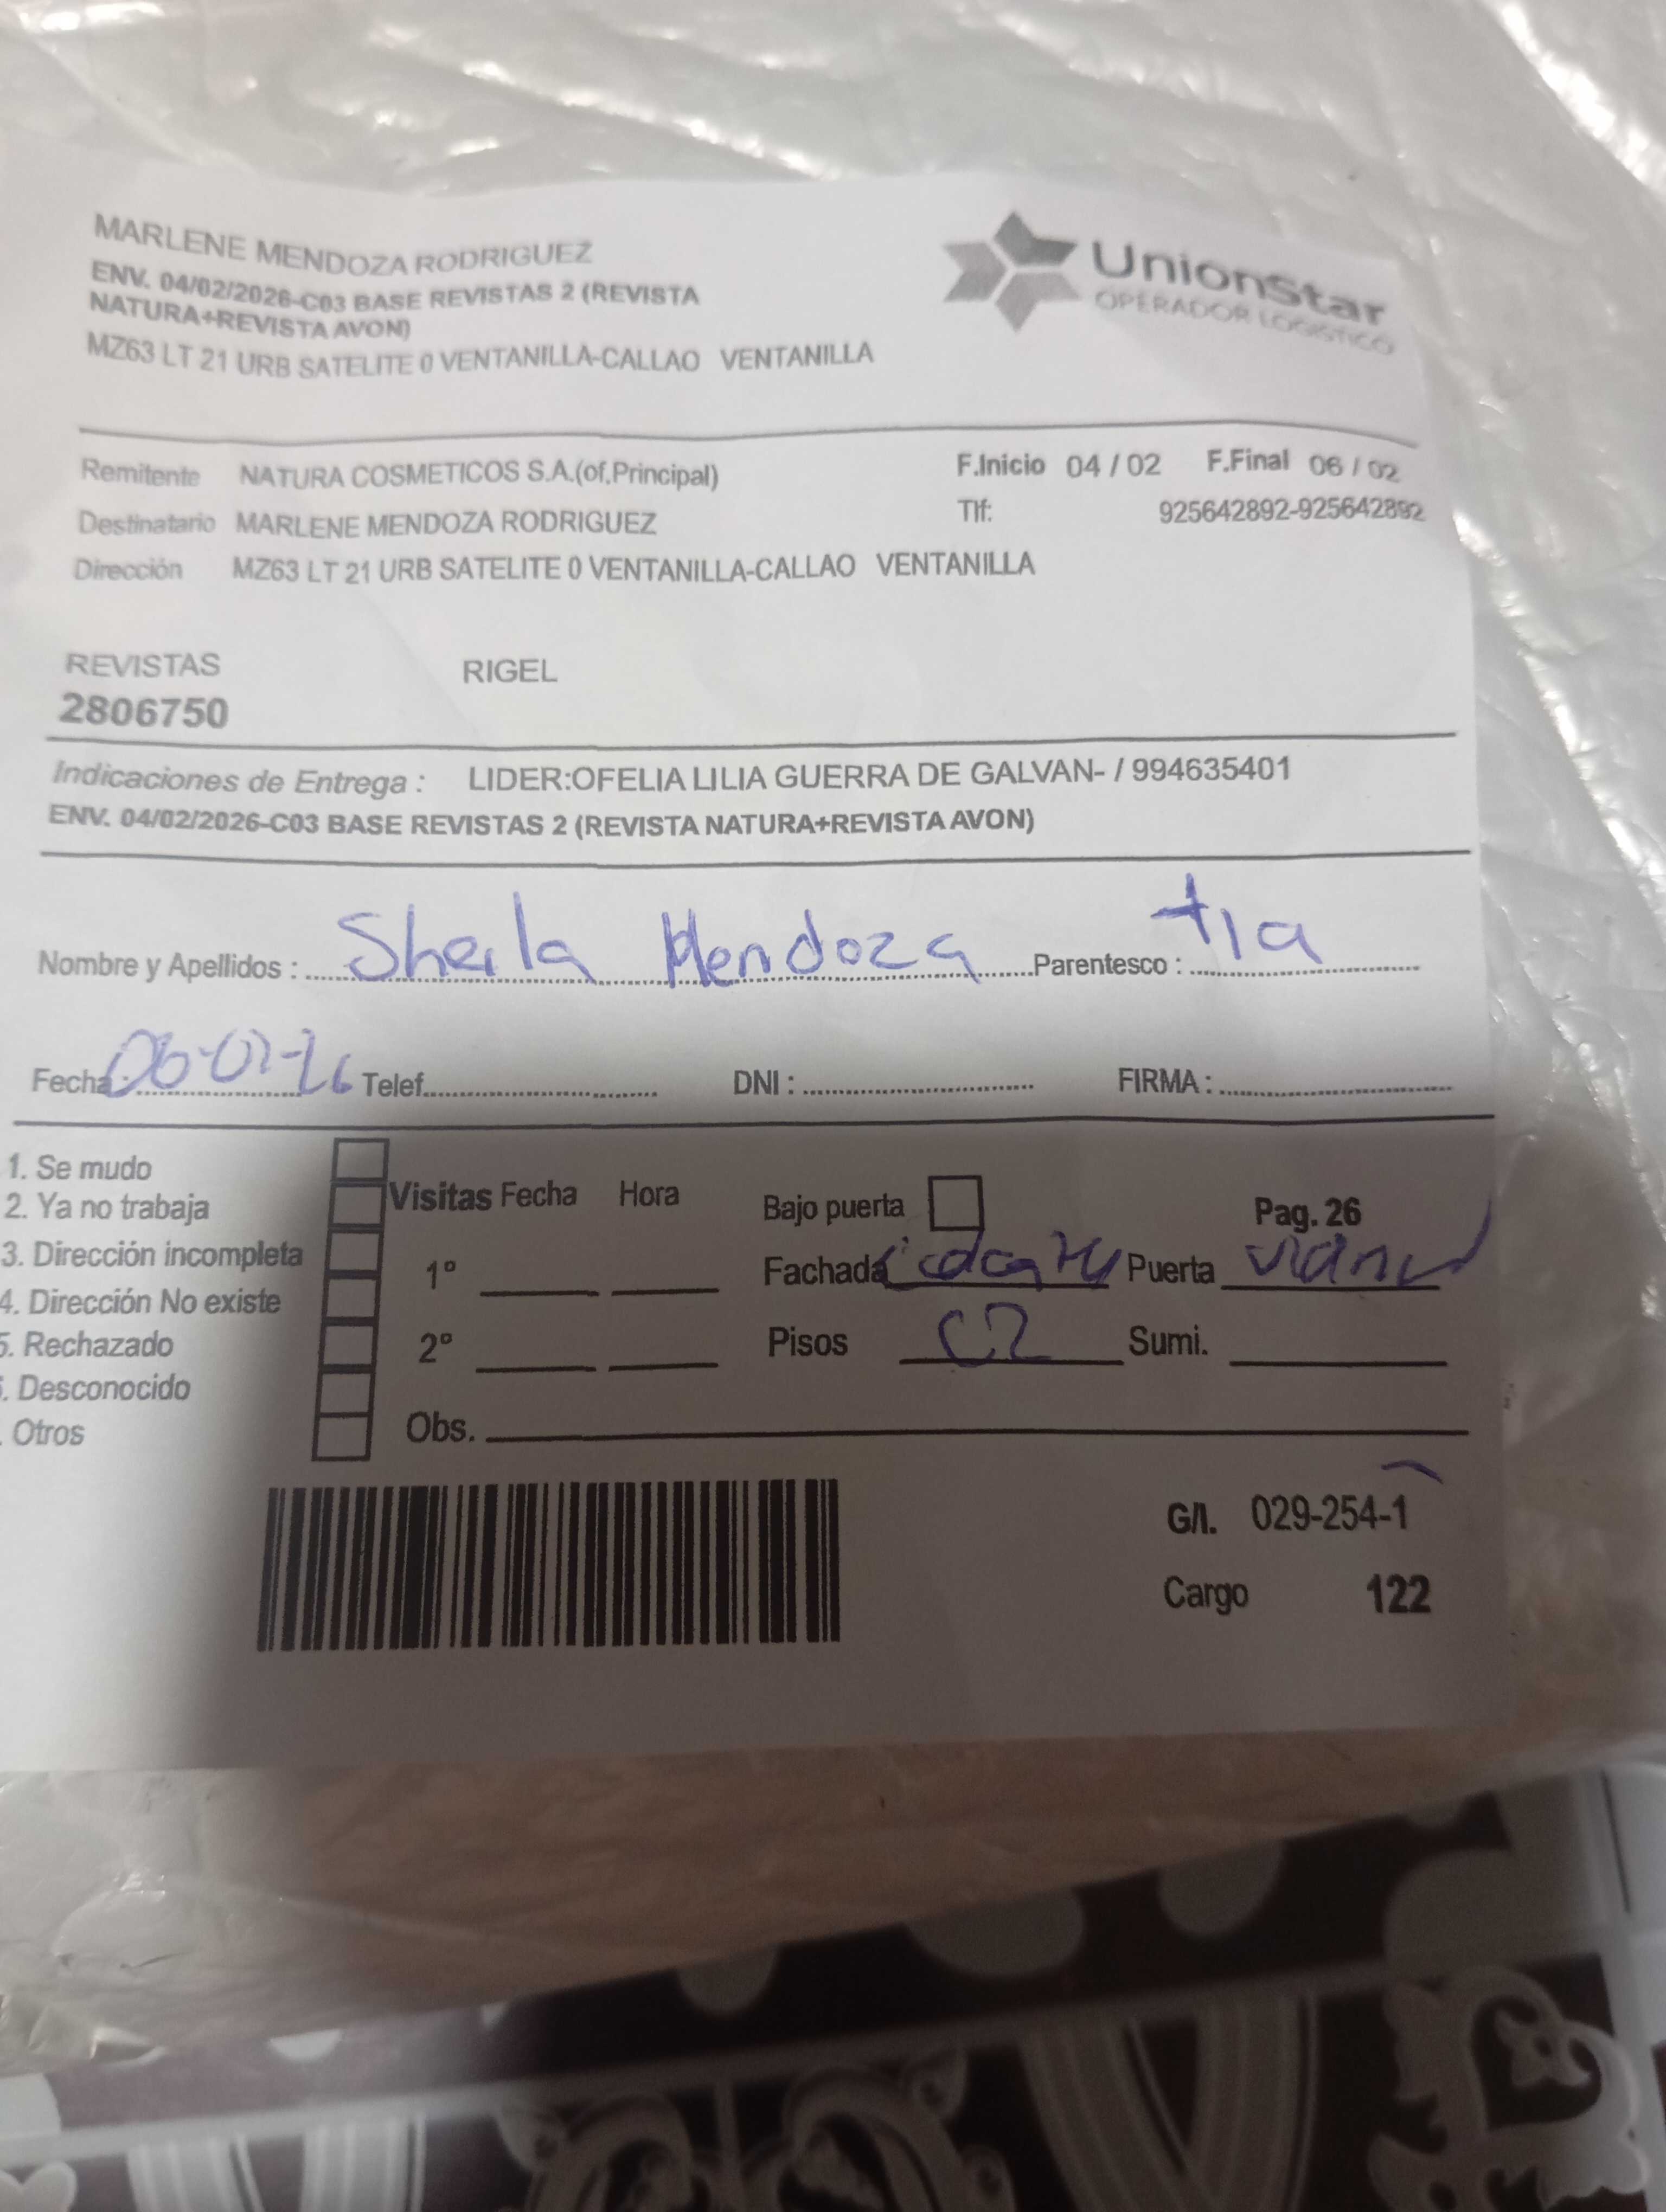 MARLENE MENDOZA RODRIGUEZ
ENV. 04/02/2026-C03 BASE REVISTAS 2 (REVISTA
NATURA+REVISTA AVON)
MZ63 LT 21 URB SATELITE 0 VENTANILLA-CALLAO VENTANILLA
UnionStar
OPERADOR LOGISTICO
Remitente NATURA COSMETICOS S.A.(of.Principal) F.Inicio 04 / 02 F.Final 06 / 02
Destinatario MARLENE MENDOZA RODRIGUEZ Tlf: 925642892-925642892
Dirección MZ63 LT 21 URB SATELITE 0 VENTANILLA-CALLAO VENTANILLA
REVISTAS RIGEL
2806750
Indicaciones de Entrega : LIDER:OFELIA LILIA GUERRA DE GALVAN- / 994635401
ENV. 04/02/2026-C03 BASE REVISTAS 2 (REVISTA NATURA+REVISTA AVON)
Nombre y Apellidos : Sheila Mendoza Parentesco : tia
Fecha : Telef. DNI : FIRMA :
1. Se mudo
2. Ya no trabaja
3. Dirección incompleta
4. Dirección No existe
5. Rechazado
. Desconocido
. Otros
Visitas Fecha Hora Bajo puerta Pag. 26
1° Fachada Puerta
2° Pisos C2 Sumi.
Obs.
G/I. 029-254-1
Cargo 122